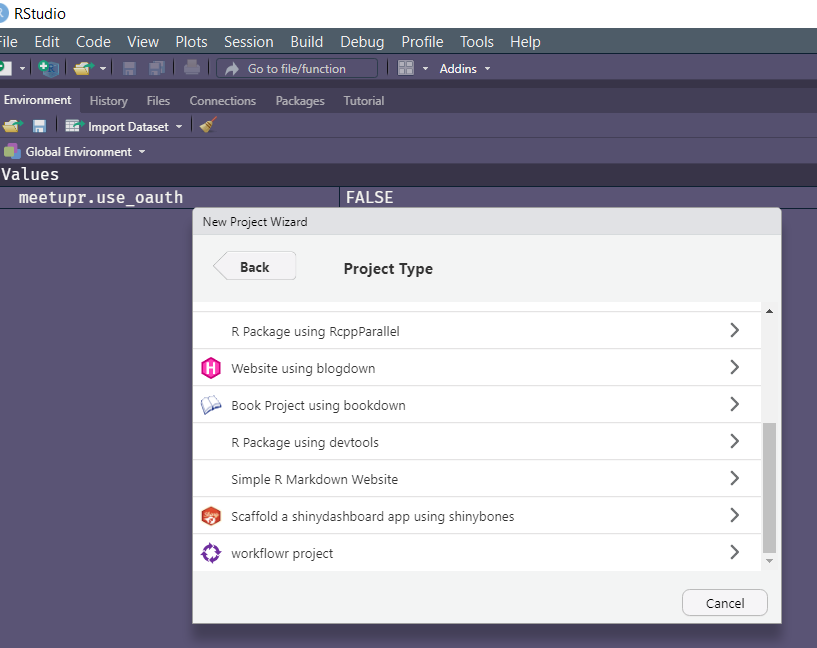 RStudio
File Edit Code View Plots Session Build Debug Profile Tools Help
Go to file/function Addins
Environment History Files Connections Packages Tutorial
Import Dataset
Global Environment
Values
meetupr.use_oauth FALSE
New Project Wizard
Back Project Type
R Package using RcppParallel
Website using blogdown
Book Project using bookdown
R Package using devtools
Simple R Markdown Website
Scaffold a shinydashboard app using shinybones
workflowr project
Cancel